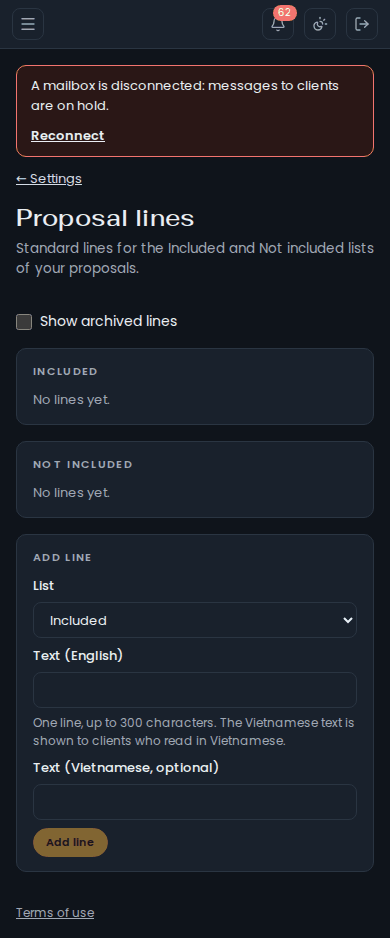 62
A mailbox is disconnected: messages to clients
are on hold.
Reconnect
← Settings
Proposal lines
Standard lines for the Included and Not included lists
of your proposals.
Show archived lines
INCLUDED
No lines yet.
NOT INCLUDED
No lines yet.
ADD LINE
List
Included
Text (English)
One line, up to 300 characters. The Vietnamese text is
shown to clients who read in Vietnamese.
Text (Vietnamese, optional)
Add line
Terms of use